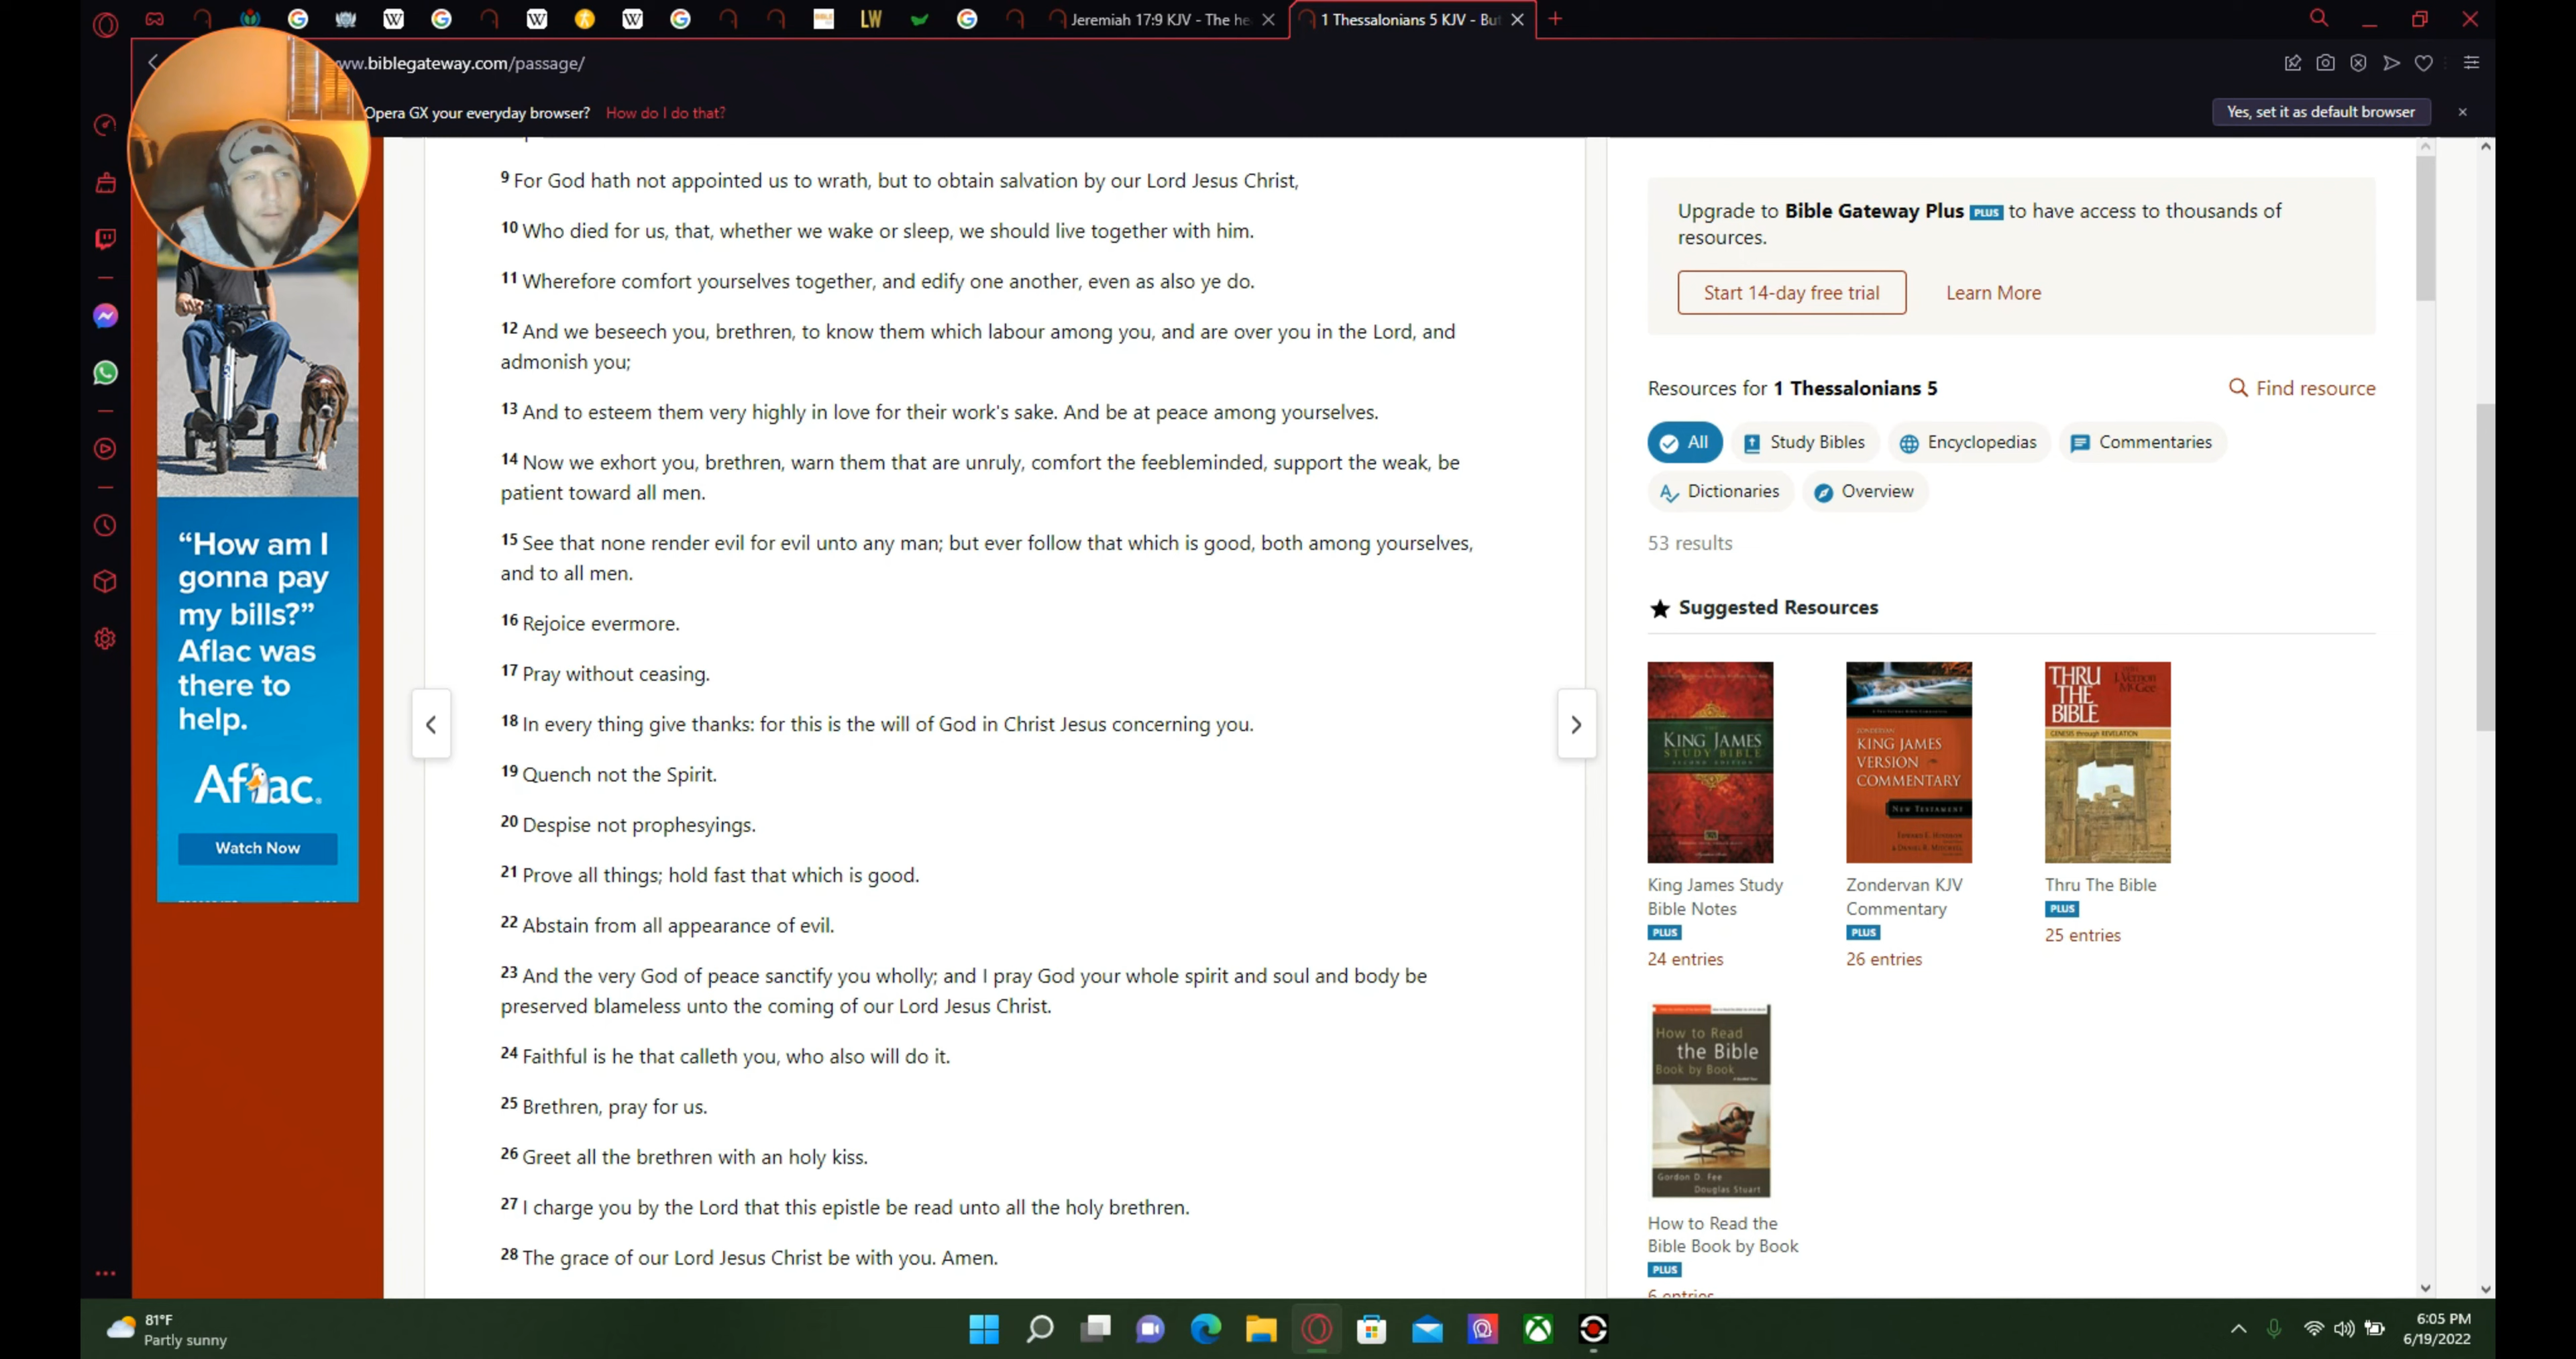 Jeremiah 17:9 KJV - The he
1 Thessalonians 5 KJV - But
ww.biblegateway.com/passage/
Opera GX your everyday browser? How do I do that?
Yes, set it as default browser
9 For God hath not appointed us to wrath, but to obtain salvation by our Lord Jesus Christ,
10 Who died for us, that, whether we wake or sleep, we should live together with him.
11 Wherefore comfort yourselves together, and edify one another, even as also ye do.
12 And we beseech you, brethren, to know them which labour among you, and are over you in the Lord, and
admonish you;
13 And to esteem them very highly in love for their work's sake. And be at peace among yourselves.
14 Now we exhort you, brethren, warn them that are unruly, comfort the feebleminded, support the weak, be
patient toward all men.
15 See that none render evil for evil unto any man; but ever follow that which is good, both among yourselves,
and to all men.
16 Rejoice evermore.
17 Pray without ceasing.
18 In every thing give thanks: for this is the will of God in Christ Jesus concerning you.
19 Quench not the Spirit.
20 Despise not prophesyings.
21 Prove all things; hold fast that which is good.
22 Abstain from all appearance of evil.
23 And the very God of peace sanctify you wholly; and I pray God your whole spirit and soul and body be
preserved blameless unto the coming of our Lord Jesus Christ.
24 Faithful is he that calleth you, who also will do it.
25 Brethren, pray for us.
26 Greet all the brethren with an holy kiss.
27 I charge you by the Lord that this epistle be read unto all the holy brethren.
28 The grace of our Lord Jesus Christ be with you. Amen.
"How am I
gonna pay
my bills?"
Aflac was
there to
help.
Aflac.
Watch Now
Upgrade to Bible Gateway Plus PLUS to have access to thousands of
resources.
Start 14-day free trial
Learn More
Resources for 1 Thessalonians 5
Find resource
All
Study Bibles
Encyclopedias
Commentaries
Dictionaries
Overview
53 results
Suggested Resources
KING JAMES
STUDY BIBLE
SECOND EDITION
King James Study
Bible Notes
PLUS
24 entries
ZONDERVAN
KING JAMES
VERSION
COMMENTARY
NEW TESTAMENT
Zondervan KJV
Commentary
PLUS
26 entries
THRU
THE
BIBLE
J. Vernon
McGee
GENESIS through REVELATION
Thru The Bible
PLUS
25 entries
How to Read
the Bible
Book by Book
Gordon D. Fee
Douglas Stuart
How to Read the
Bible Book by Book
PLUS
6 entries
81°F
Partly sunny
6:05 PM
6/19/2022